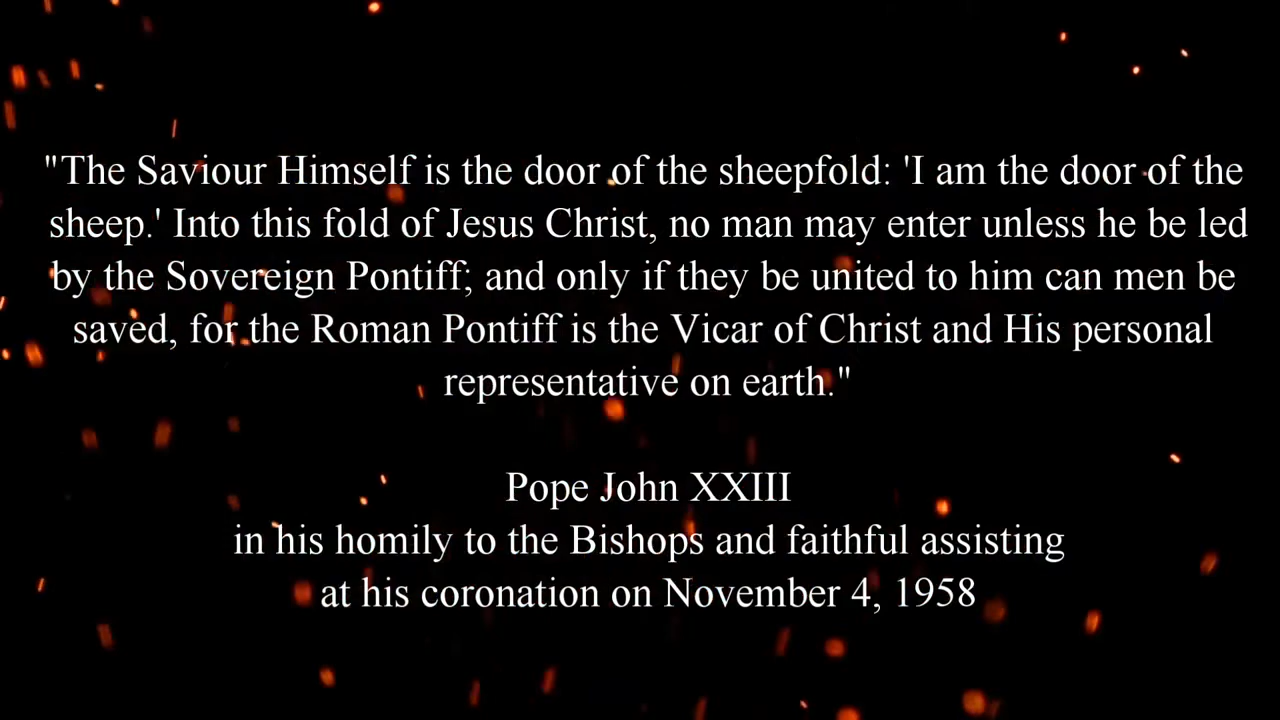 "The Saviour Himself is the door of the sheepfold: 'I am the door of the
sheep.' Into this fold of Jesus Christ, no man may enter unless he be led
by the Sovereign Pontiff; and only if they be united to him can men be
saved, for the Roman Pontiff is the Vicar of Christ and His personal
representative on earth."
Pope John XXIII
in his homily to the Bishops and faithful assisting
at his coronation on November 4, 1958